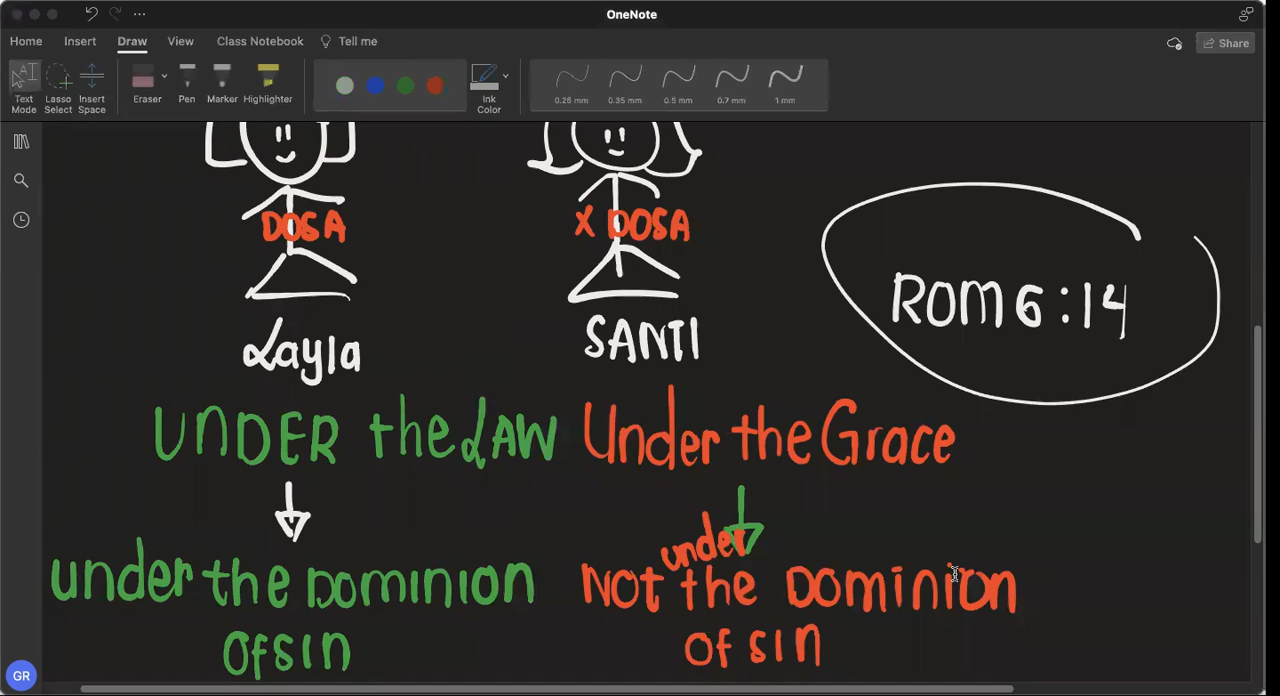 OneNote
Home Insert Draw View Class Notebook Tell me
Share
Text Mode
Lasso Select
Insert Space
Eraser
Pen
Marker
Highlighter
Ink Color
0.25 mm 0.35 mm 0.5 mm 0.7 mm 1 mm
DOSA
X DOSA
Layla
SANTI
ROM 6:14
UNDER the LAW
Under the Grace
under the DOMINION
OF SIN
under
NOT the DOMINION
OF SIN
GR